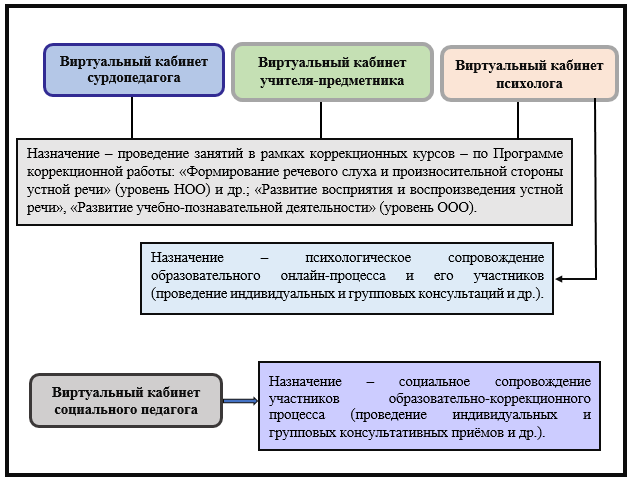 Виртуальный кабинет
сурдопедагога
Виртуальный кабинет
учителя-предметника
Виртуальный кабинет
психолога
Назначение – проведение занятий в рамках коррекционных курсов – по Программе
коррекционной работы: «Формирование речевого слуха и произносительной стороны
устной речи» (уровень НОО) и др.; «Развитие восприятия и воспроизведения устной
речи», «Развитие учебно-познавательной деятельности» (уровень ООО).
Назначение – психологическое сопровождение
образовательного онлайн-процесса и его участников
(проведение индивидуальных и групповых консультаций и др.).
Виртуальный кабинет
социального педагога
Назначение – социальное сопровождение
участников образовательно-коррекционного
процесса (проведение индивидуальных и
групповых консультативных приёмов и др.).